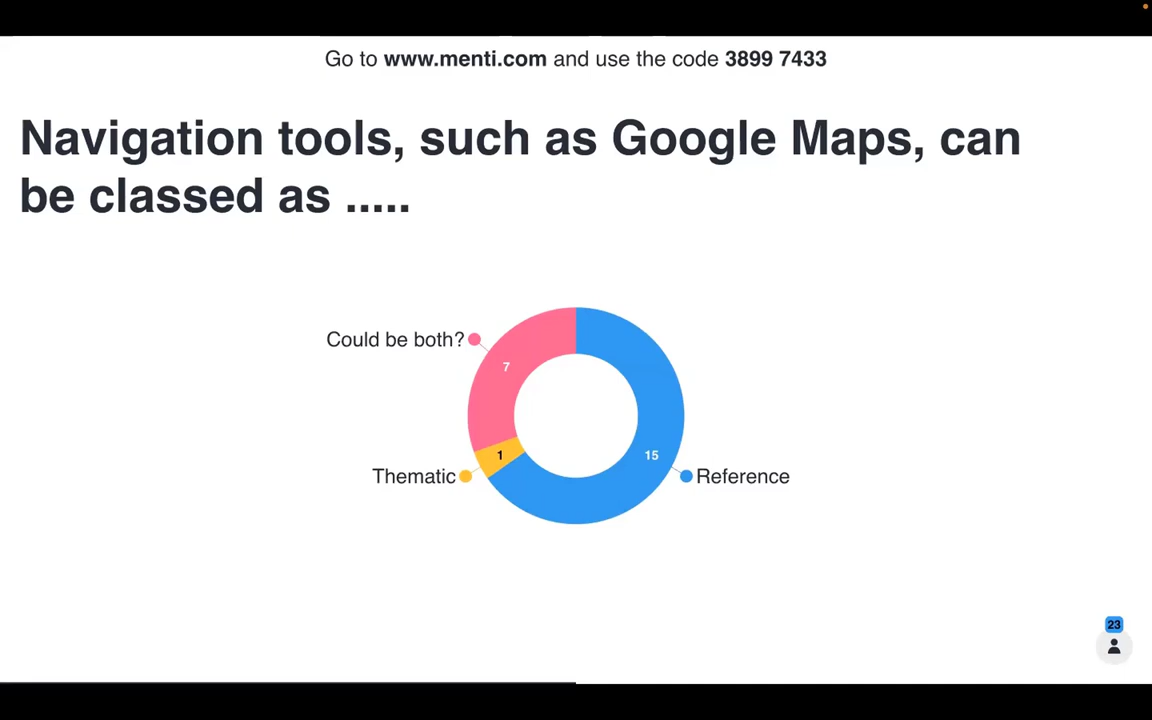 Go to www.menti.com and use the code 3899 7433
Navigation tools, such as Google Maps, can
be classed as .....
Could be both?
7
Thematic
1
15
Reference
23